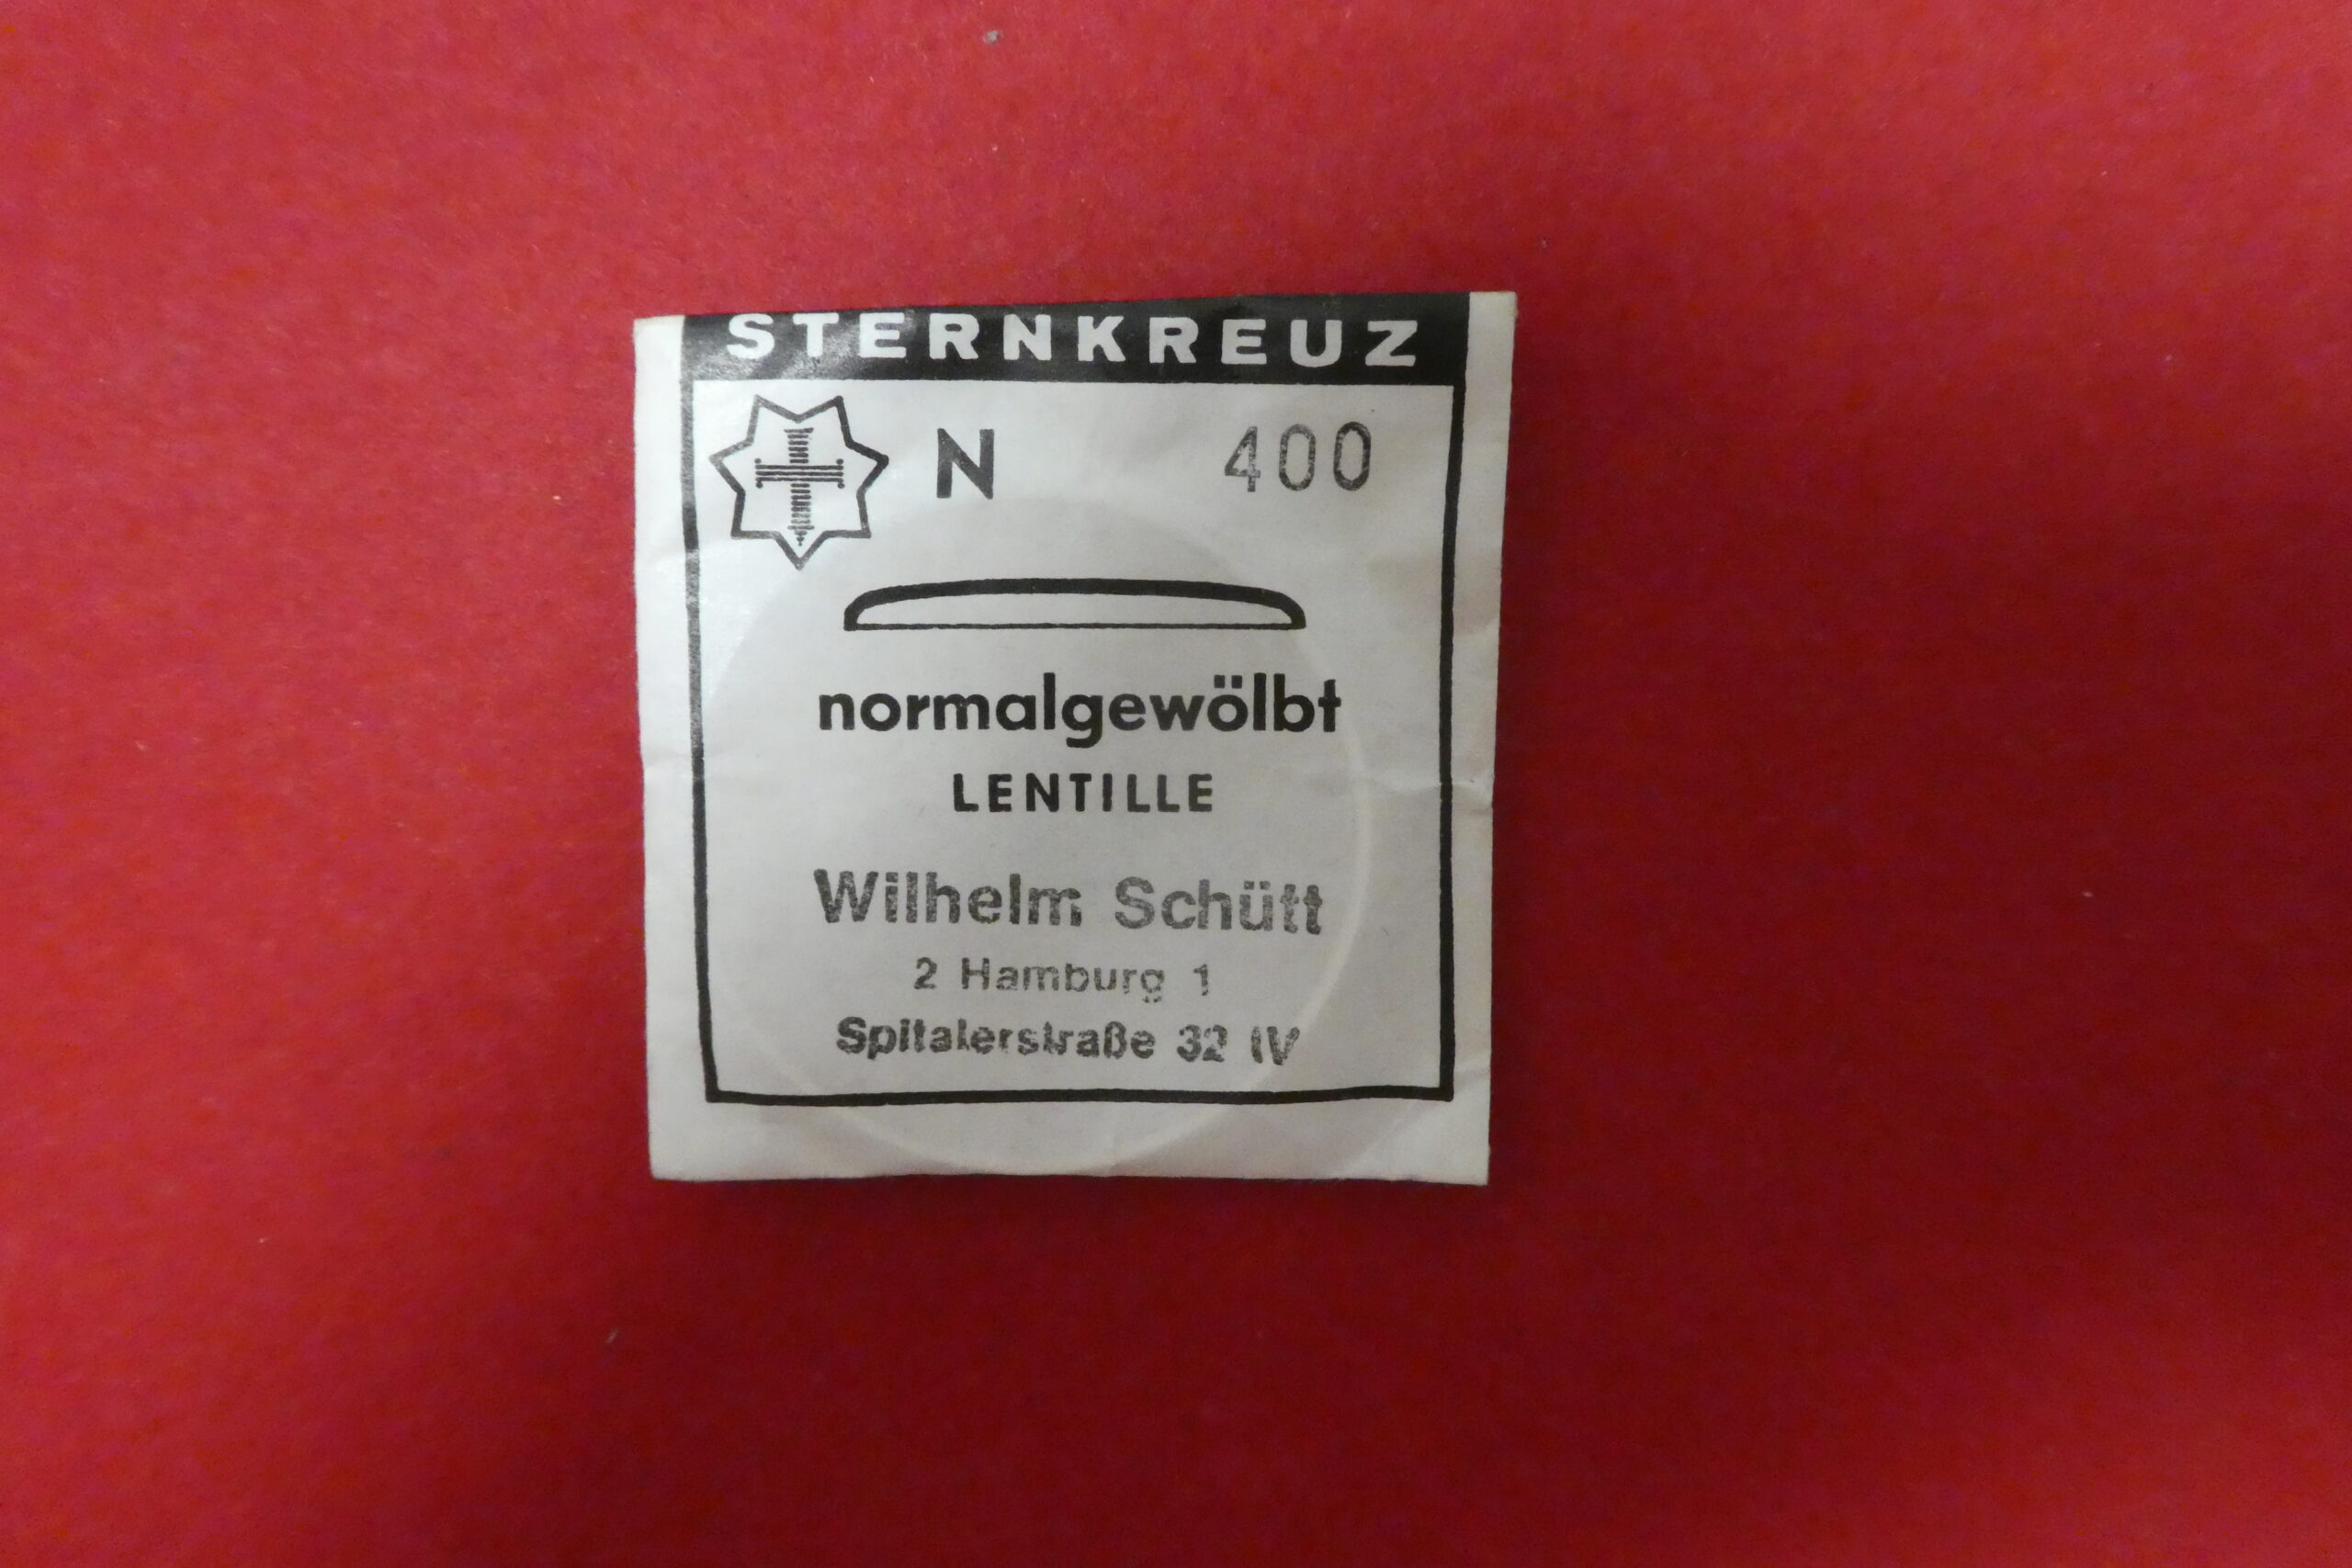 STERNKREUZ
N 400
normalgewölbt
LENTILLE
Wilhelm Schütt
2 Hamburg 1
Spitalerstraße 32 IV